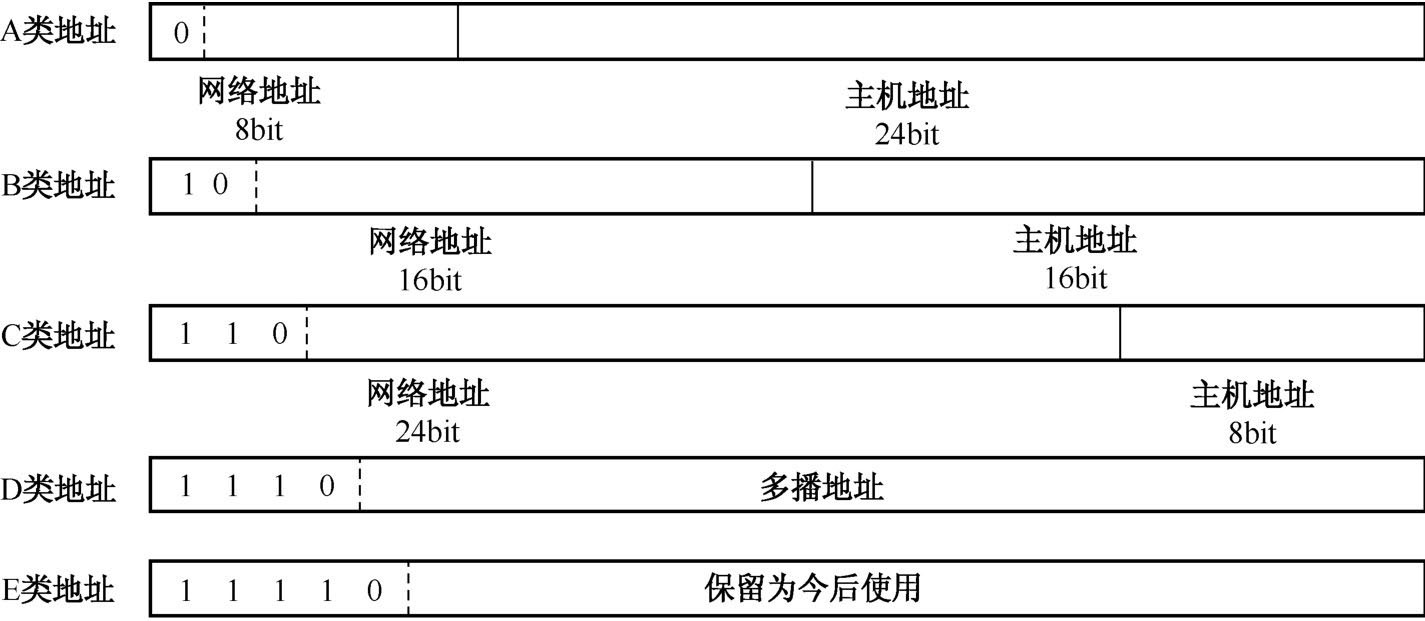 A类地址 0
网络地址 主机地址
8bit 24bit
B类地址 1 0
网络地址 主机地址
16bit 16bit
C类地址 1 1 0
网络地址 主机地址
24bit 8bit
D类地址 1 1 1 0 多播地址
E类地址 1 1 1 1 0 保留为今后使用